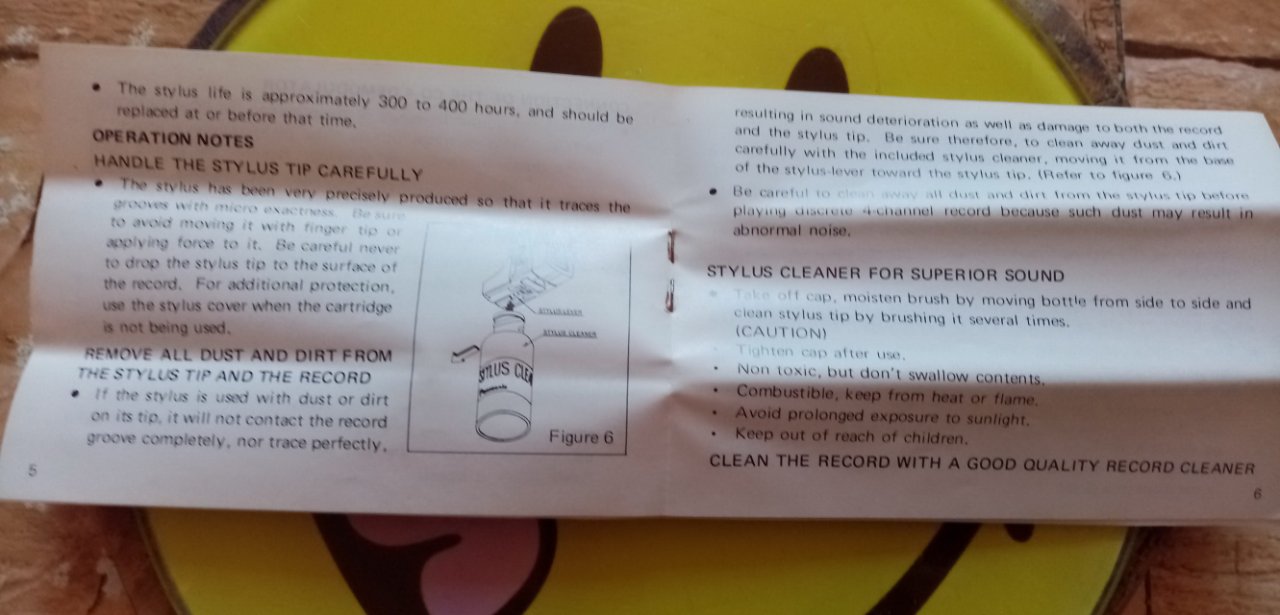 • The stylus life is approximately 300 to 400 hours, and should be
replaced at or before that time.
OPERATION NOTES
HANDLE THE STYLUS TIP CAREFULLY
• The stylus has been very precisely produced so that it traces the
grooves with micro exactness. Be sure
to avoid moving it with finger tip or
applying force to it. Be careful never
to drop the stylus tip to the surface of
the record. For additional protection,
use the stylus cover when the cartridge
is not being used.
REMOVE ALL DUST AND DIRT FROM
THE STYLUS TIP AND THE RECORD
• If the stylus is used with dust or dirt
on its tip, it will not contact the record
groove completely, nor trace perfectly,
STYLUS LEVER
STYLUS CLEANER
STYLUS CLEA
Figure 6
5
resulting in sound deterioration as well as damage to both the record
and the stylus tip. Be sure therefore, to clean away dust and dirt
carefully with the included stylus cleaner, moving it from the base
of the stylus-lever toward the stylus tip. (Refer to figure 6.)
• Be careful to clean away all dust and dirt from the stylus tip before
playing discrete 4-channel record because such dust may result in
abnormal noise.
STYLUS CLEANER FOR SUPERIOR SOUND
• Take off cap, moisten brush by moving bottle from side to side and
clean stylus tip by brushing it several times.
(CAUTION)
• Tighten cap after use.
• Non toxic, but don't swallow contents.
• Combustible, keep from heat or flame.
• Avoid prolonged exposure to sunlight.
• Keep out of reach of children.
CLEAN THE RECORD WITH A GOOD QUALITY RECORD CLEANER
6